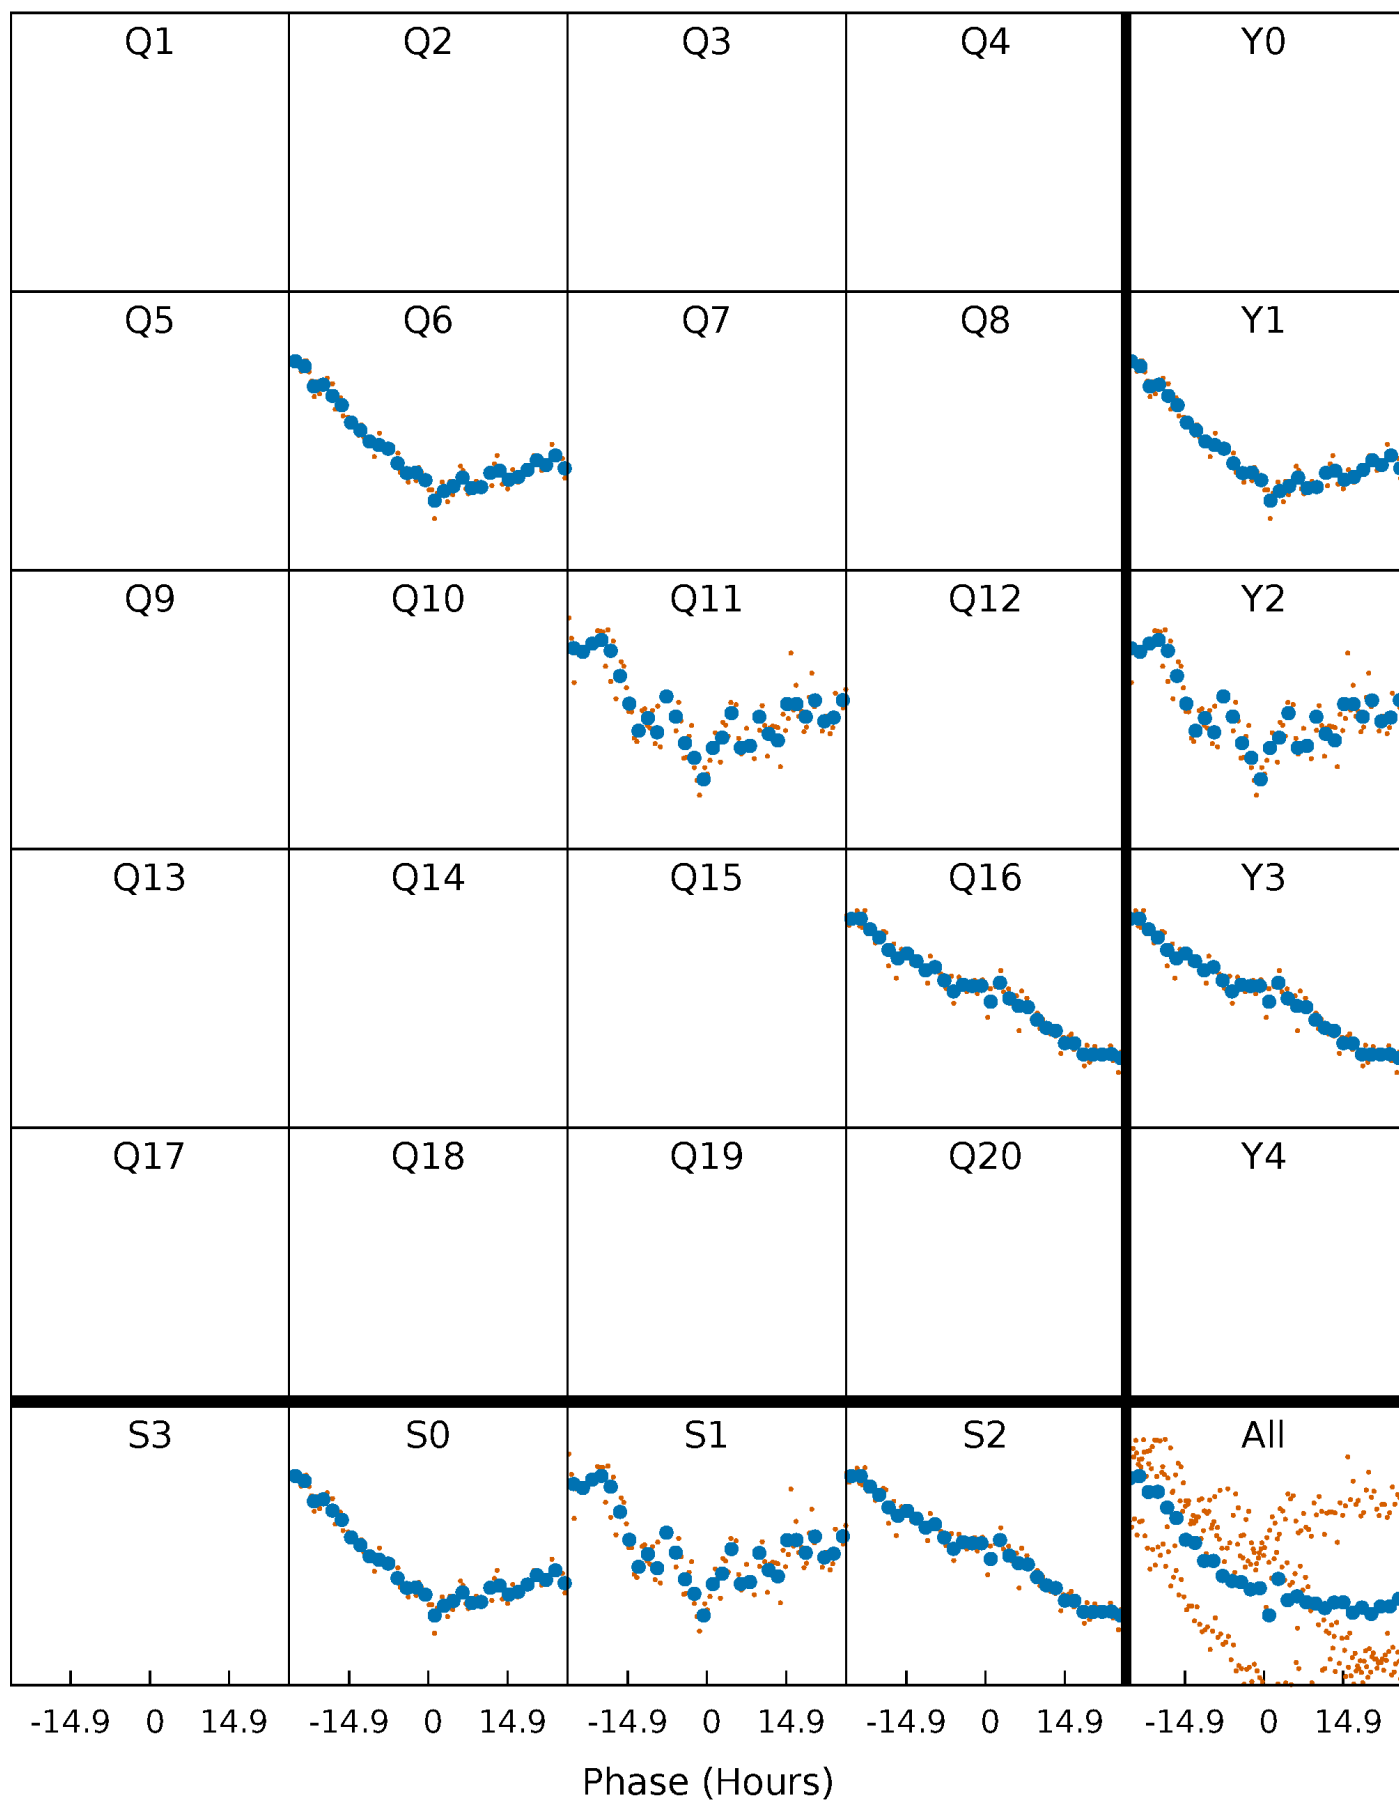 Q1 Q2 Q3 Q4 Y0
Q5 Q6 Q7 Q8 Y1
Q9 Q10 Q11 Q12 Y2
Q13 Q14 Q15 Q16 Y3
Q17 Q18 Q19 Q20 Y4
S3 S0 S1 S2 All
-14.9 0 14.9 -14.9 0 14.9 -14.9 0 14.9 -14.9 0 14.9 -14.9 0 14.9
Phase (Hours)